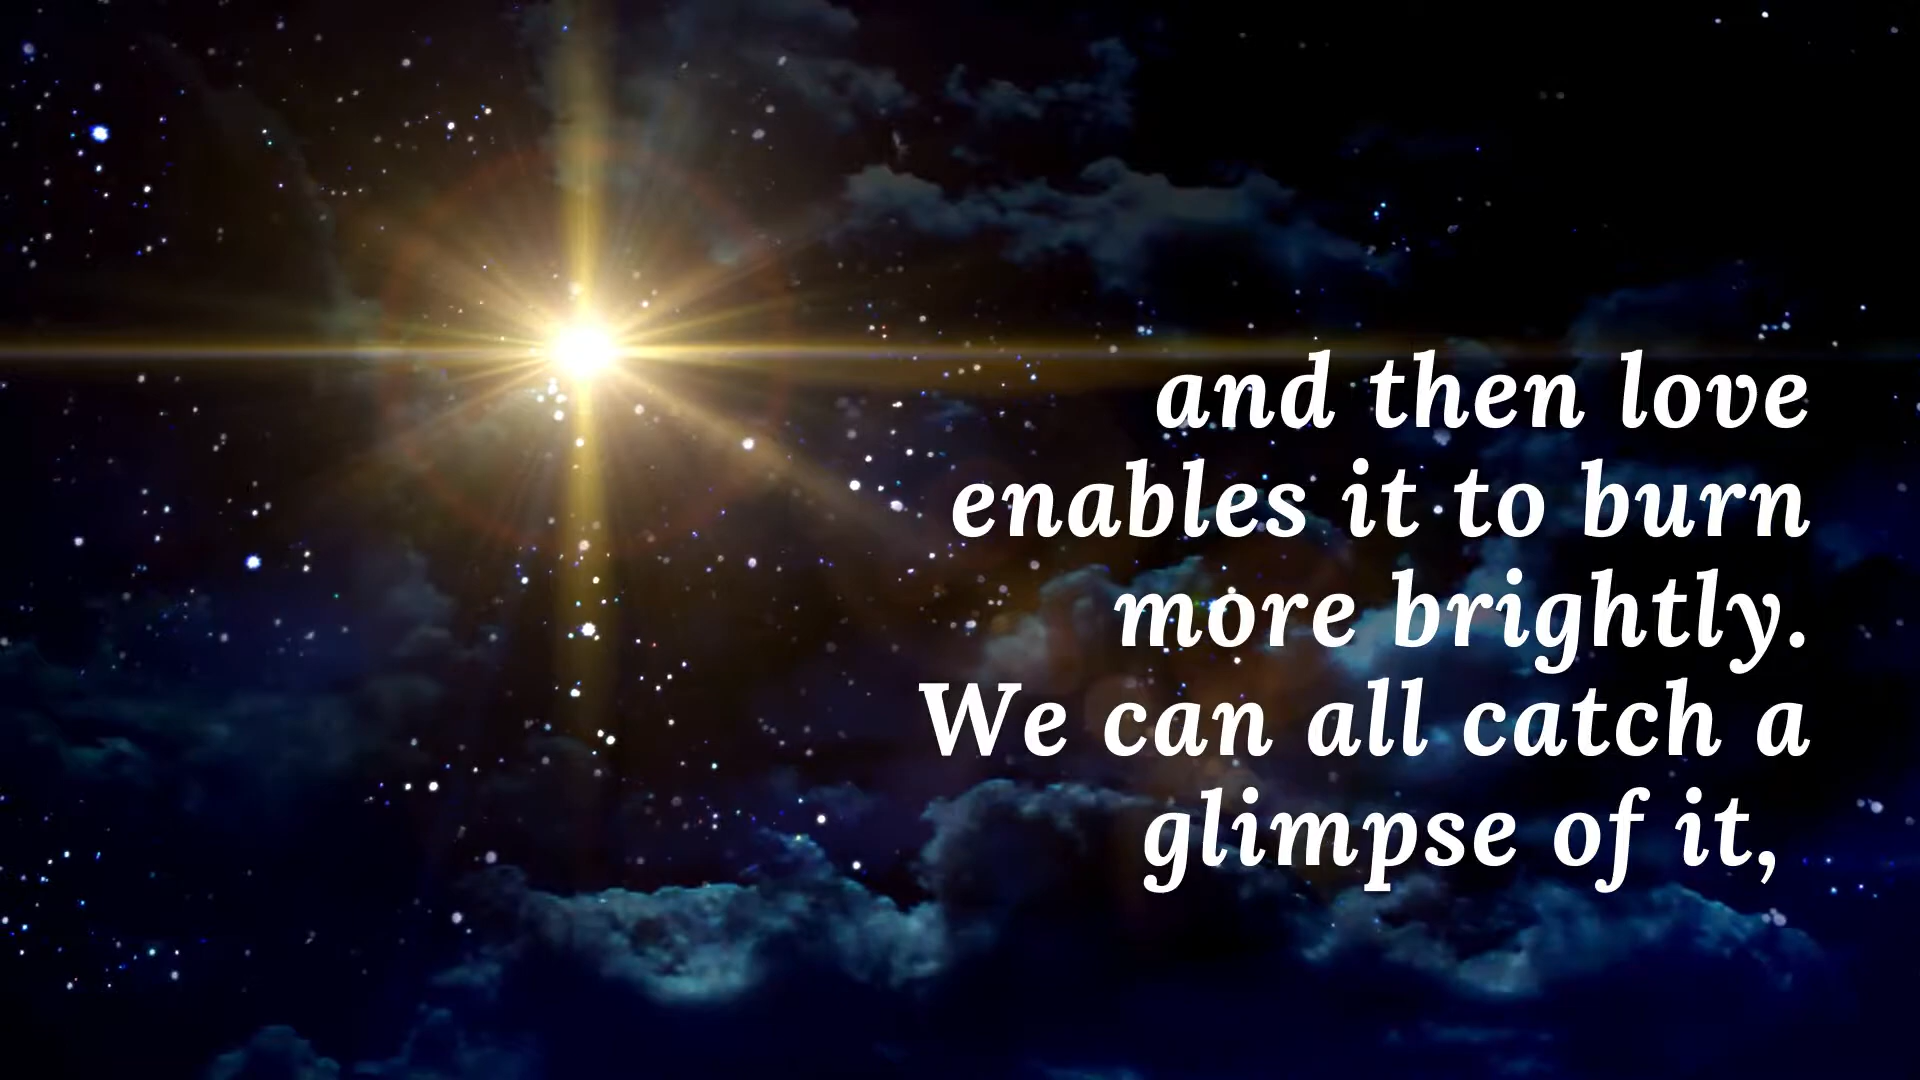 and then love
enables it to burn
more brightly.
We can all catch a
glimpse of it,